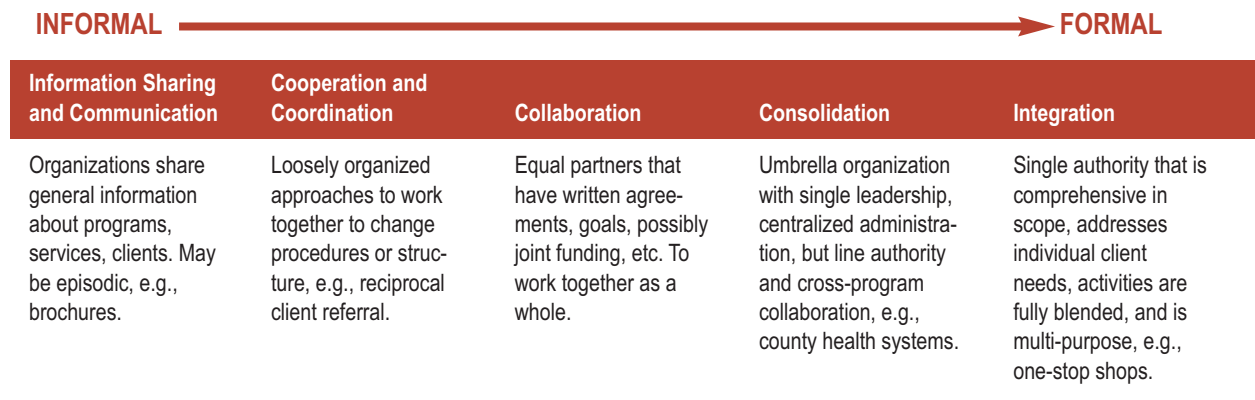 INFORMAL FORMAL
Information Sharing
and Communication
Cooperation and
Coordination
Collaboration
Consolidation
Integration
Organizations share
general information
about programs,
services, clients. May
be episodic, e.g.,
brochures.
Loosely organized
approaches to work
together to change
procedures or struc-
ture, e.g., reciprocal
client referral.
Equal partners that
have written agree-
ments, goals, possibly
joint funding, etc. To
work together as a
whole.
Umbrella organization
with single leadership,
centralized administra-
tion, but line authority
and cross-program
collaboration, e.g.,
county health systems.
Single authority that is
comprehensive in
scope, addresses
individual client
needs, activities are
fully blended, and is
multi-purpose, e.g.,
one-stop shops.